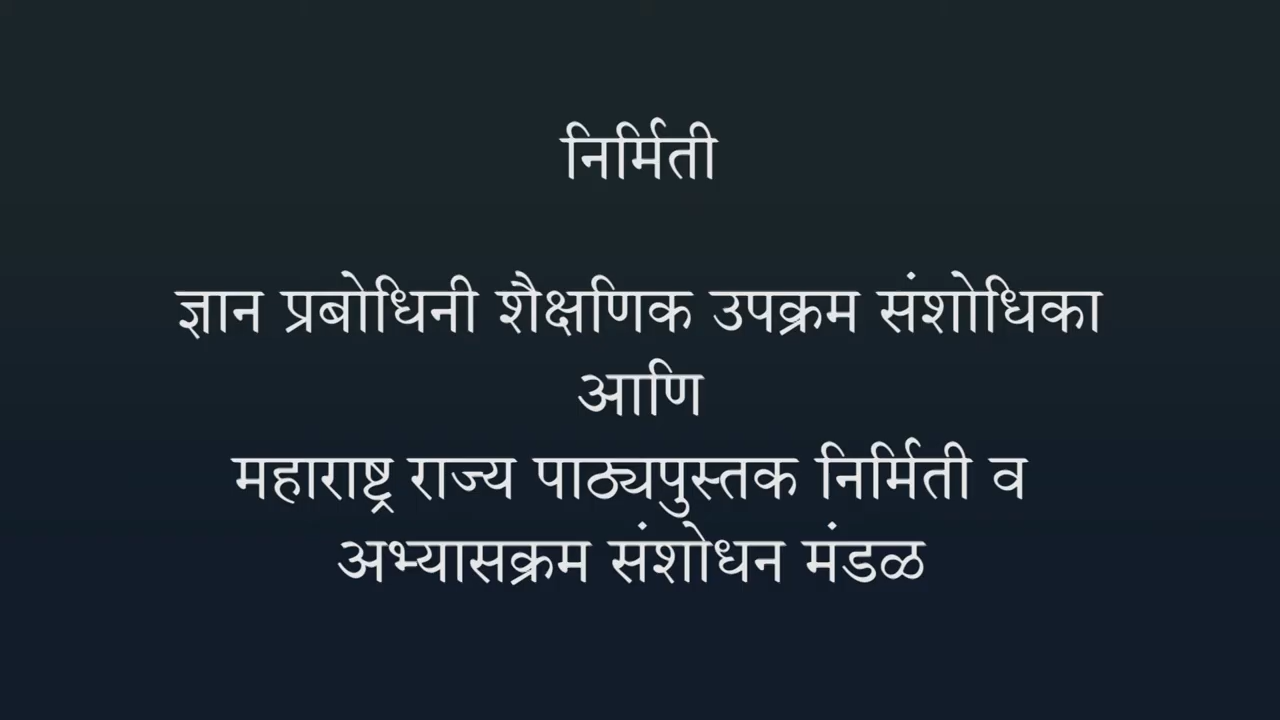 निर्मिती
ज्ञान प्रबोधिनी शैक्षणिक उपक्रम संशोधिका
आणि
महाराष्ट्र राज्य पाठ्यपुस्तक निर्मिती व
अभ्यासक्रम संशोधन मंडळ